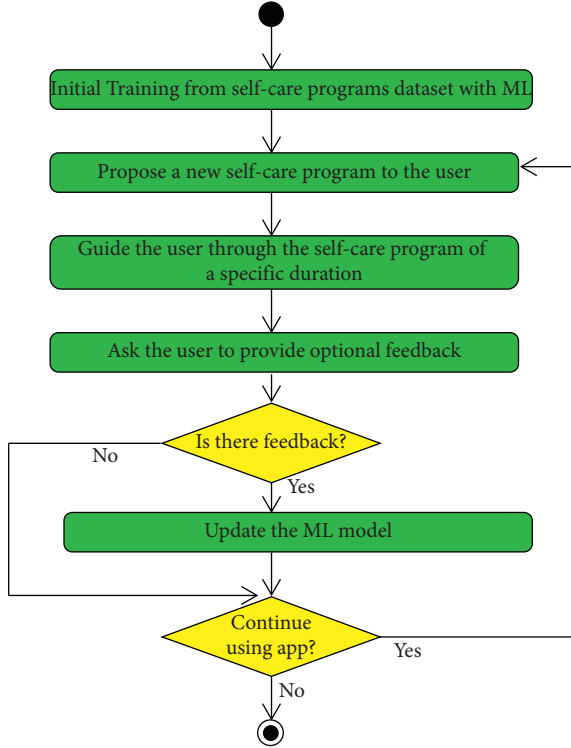 Initial Training from self-care programs dataset with ML
Propose a new self-care program to the user
Guide the user through the self-care program of
a specific duration
Ask the user to provide optional feedback
Is there feedback?
No
Yes
Update the ML model
Continue
using app?
Yes
No